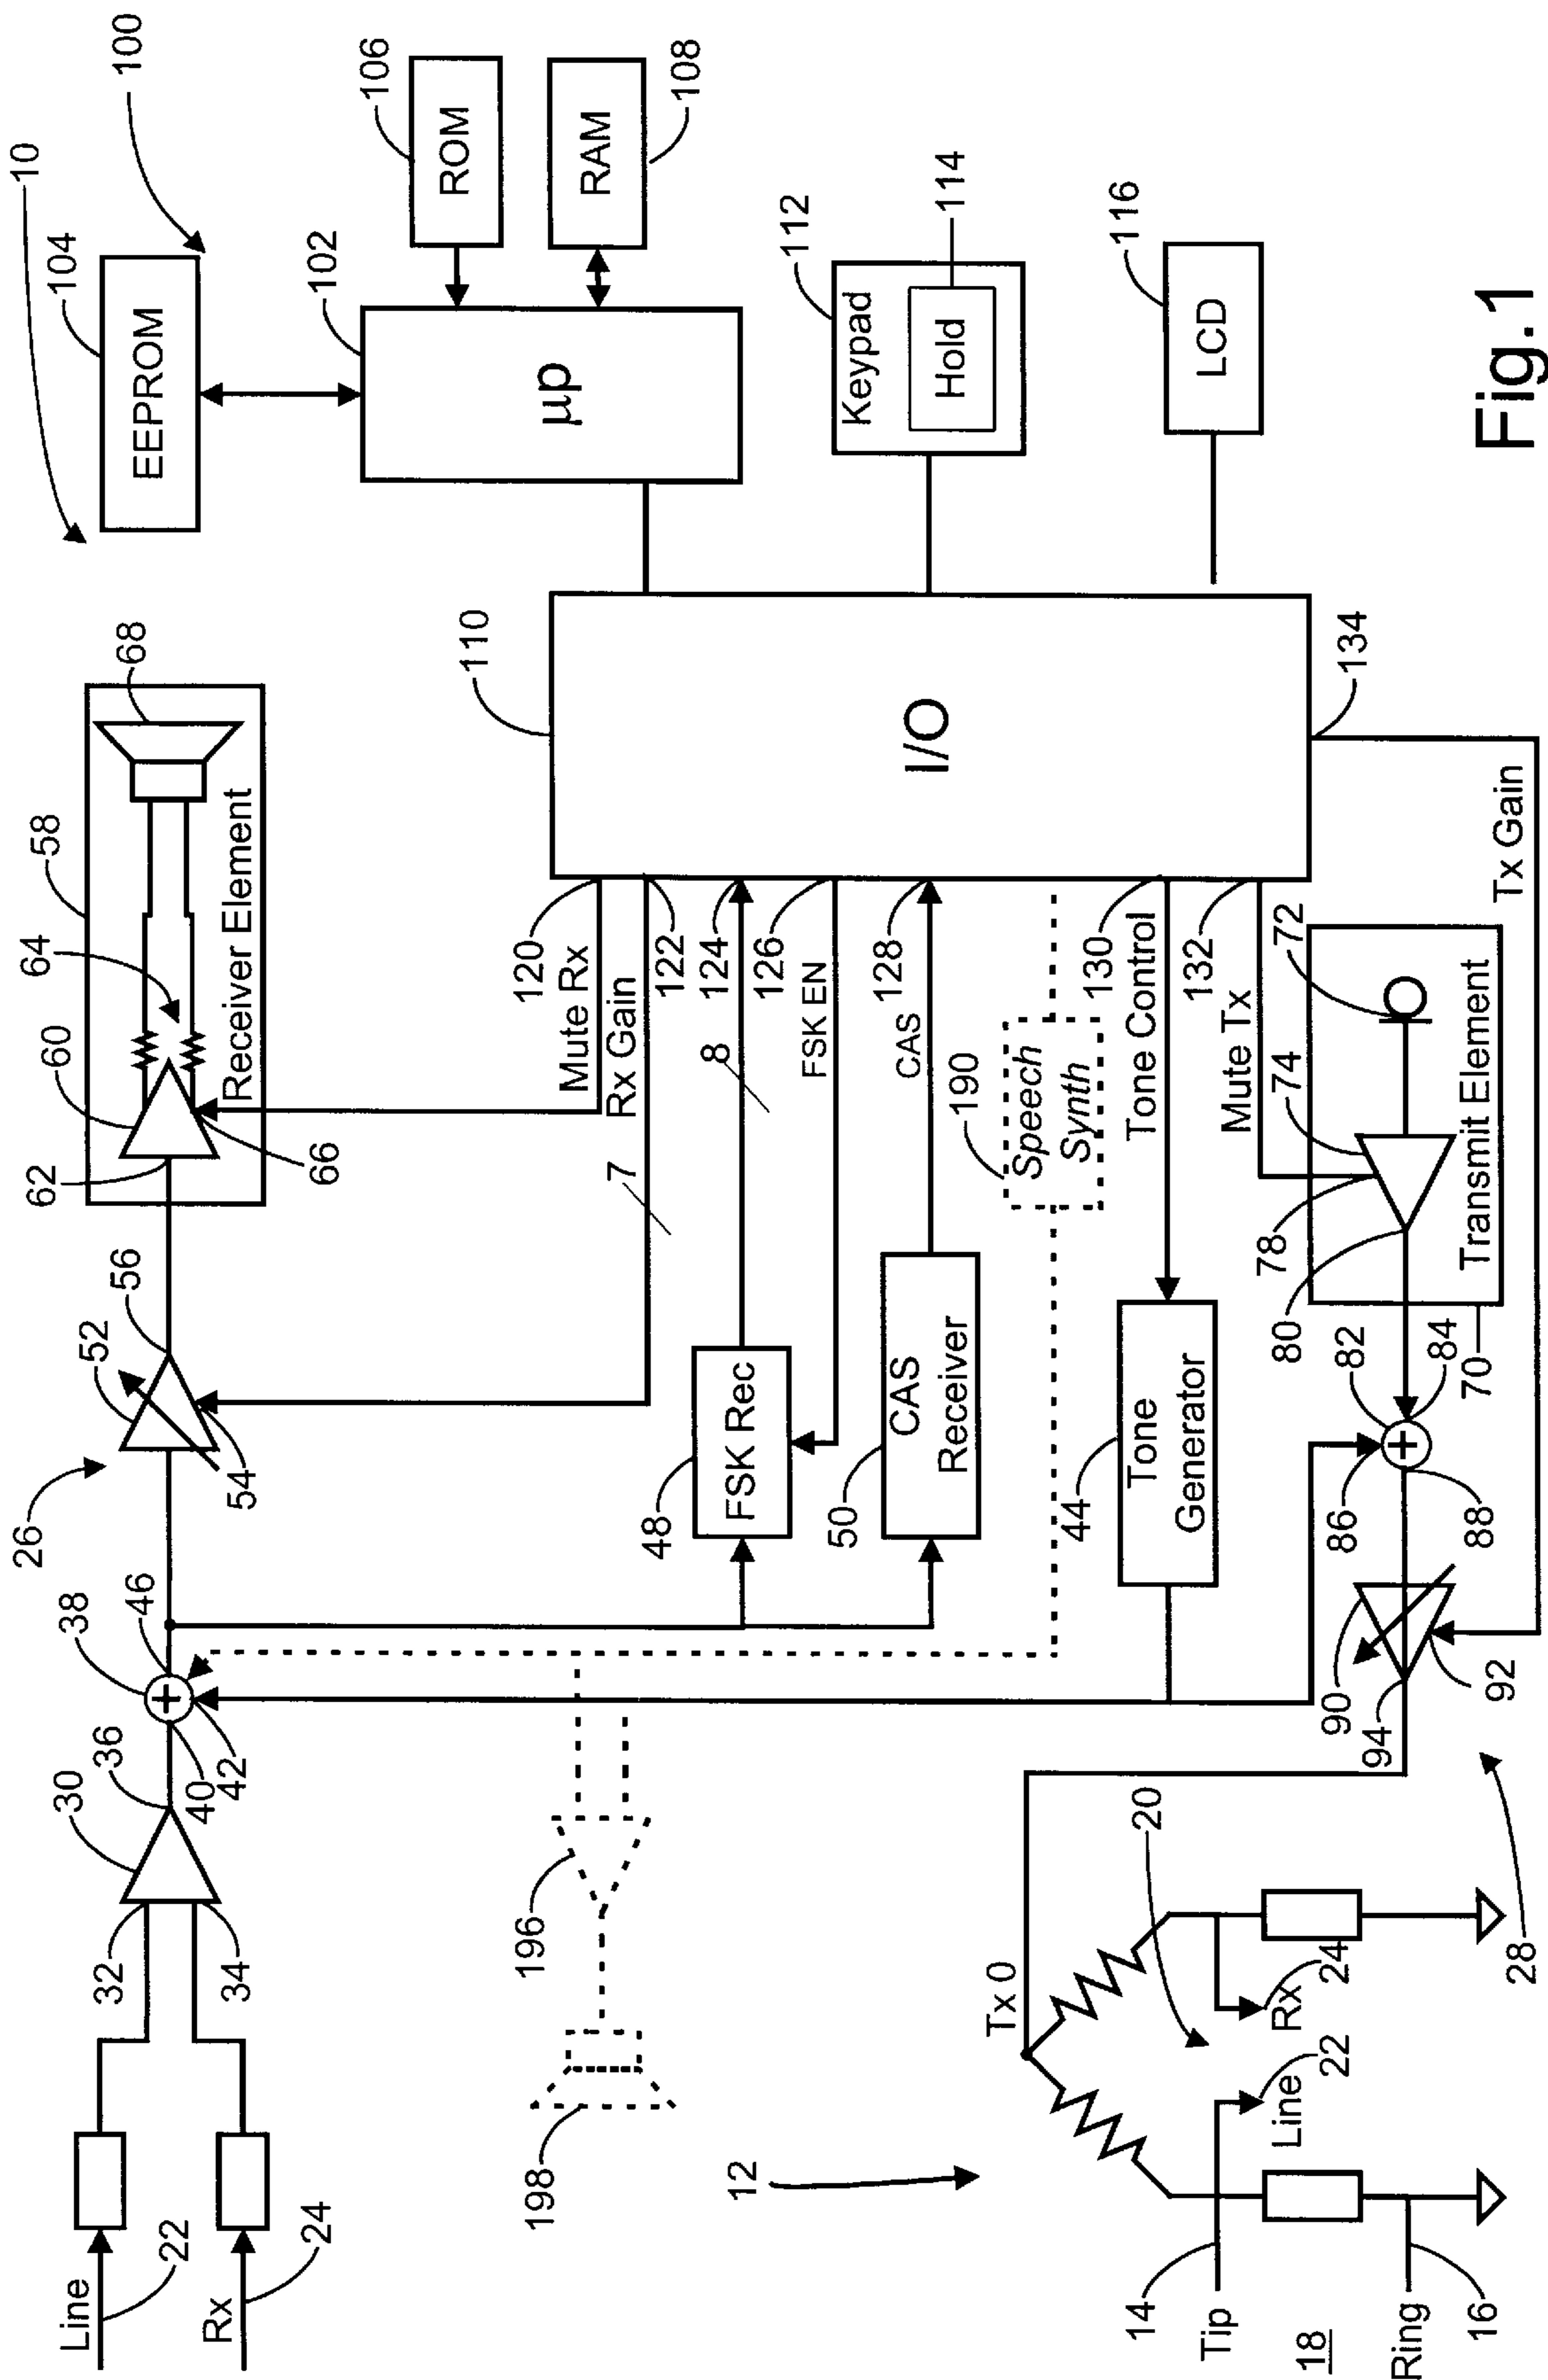 10
100
104
EEPROM
106
ROM
108
RAM
102
µp
112
Keypad
Hold
114
116
LCD
Fig.1
110
I/O
134
Tx Gain
58
68
64
60
62
66
Receiver Element
120
Mute Rx
Rx Gain
122
7
124
8
126
FSK EN
128
CAS
190
Speech
Synth
130
Tone Control
132
Mute Tx
72
74
78
80
Transmit Element
70
26
52
56
54
48
FSK Rec
50
CAS
Receiver
44
Tone
Generator
82
84
86
88
90
92
94
28
38
46
36
30
40
42
32
34
Line
22
Rx
24
196
198
12
Tx 0
20
Rx
24
Line
22
14
Tip
18
Ring
16